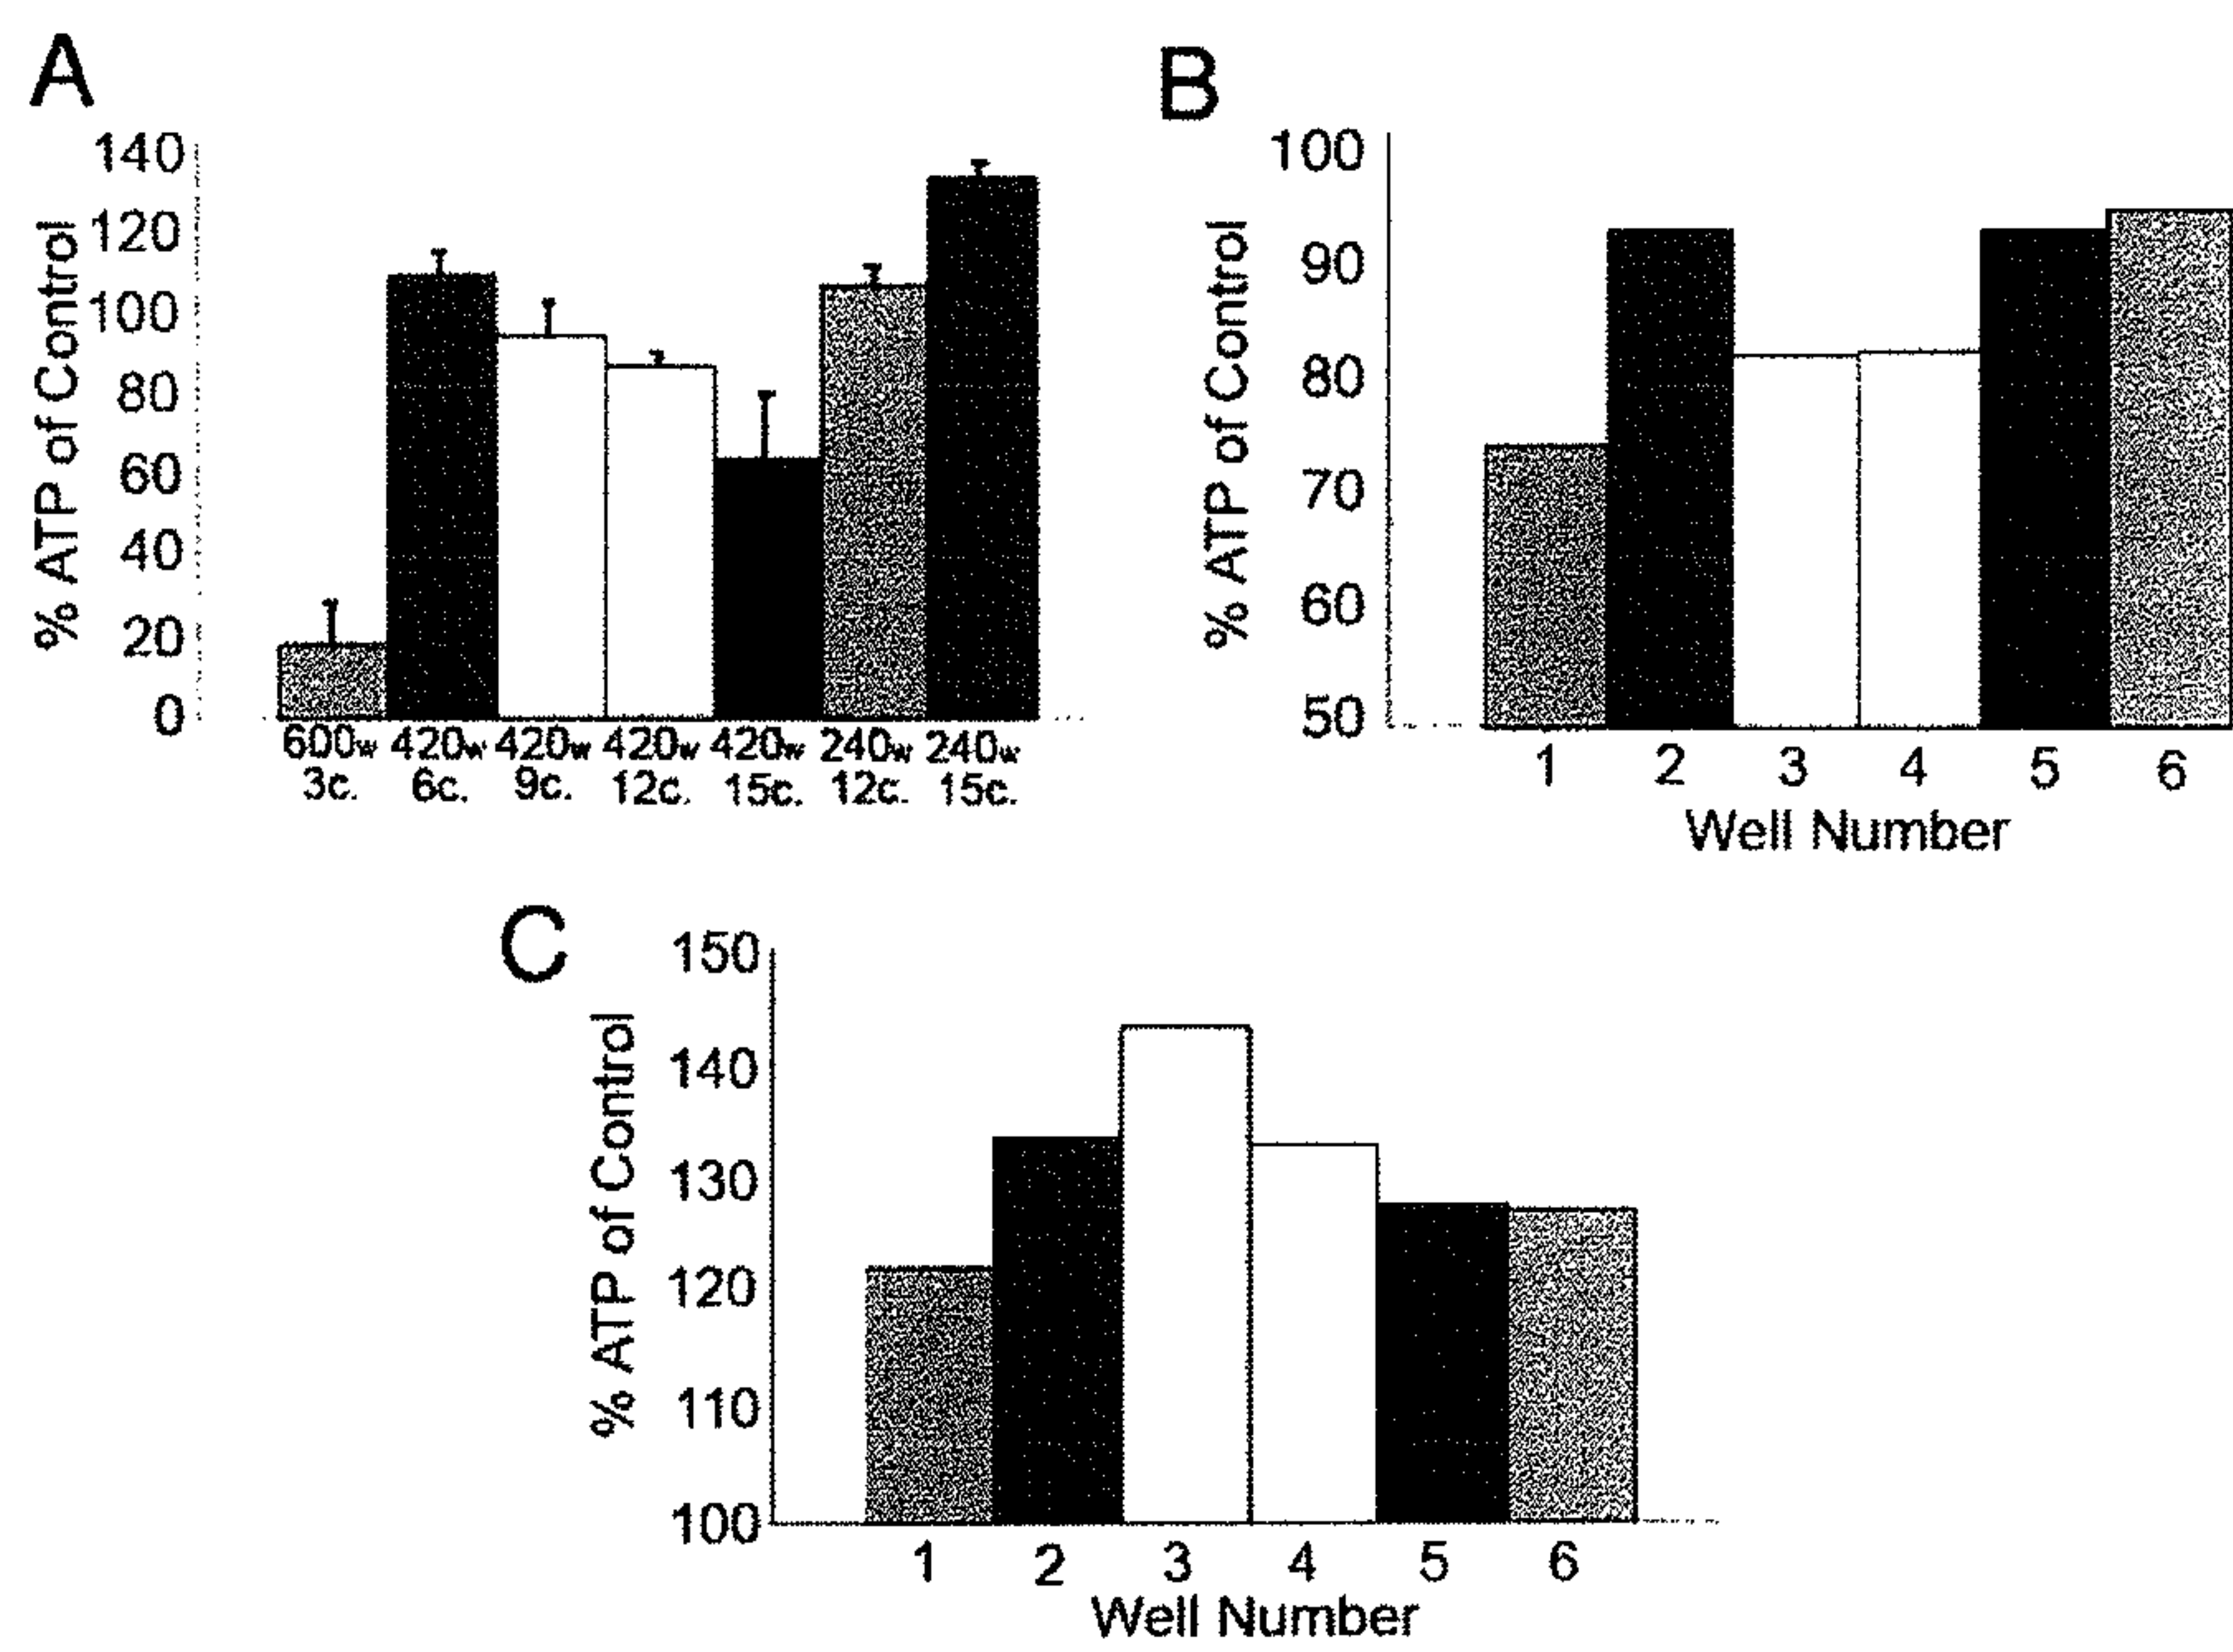 A
% ATP of Control
140
120
100
80
60
40
20
0
600w 420w 420w 420w 420w 240w 240w
3c. 6c. 9c. 12c. 15c. 12c. 15c.
B
% ATP of Control
100
90
80
70
60
50
1 2 3 4 5 6
Well Number
C
% ATP of Control
150
140
130
120
110
100
1 2 3 4 5 6
Well Number